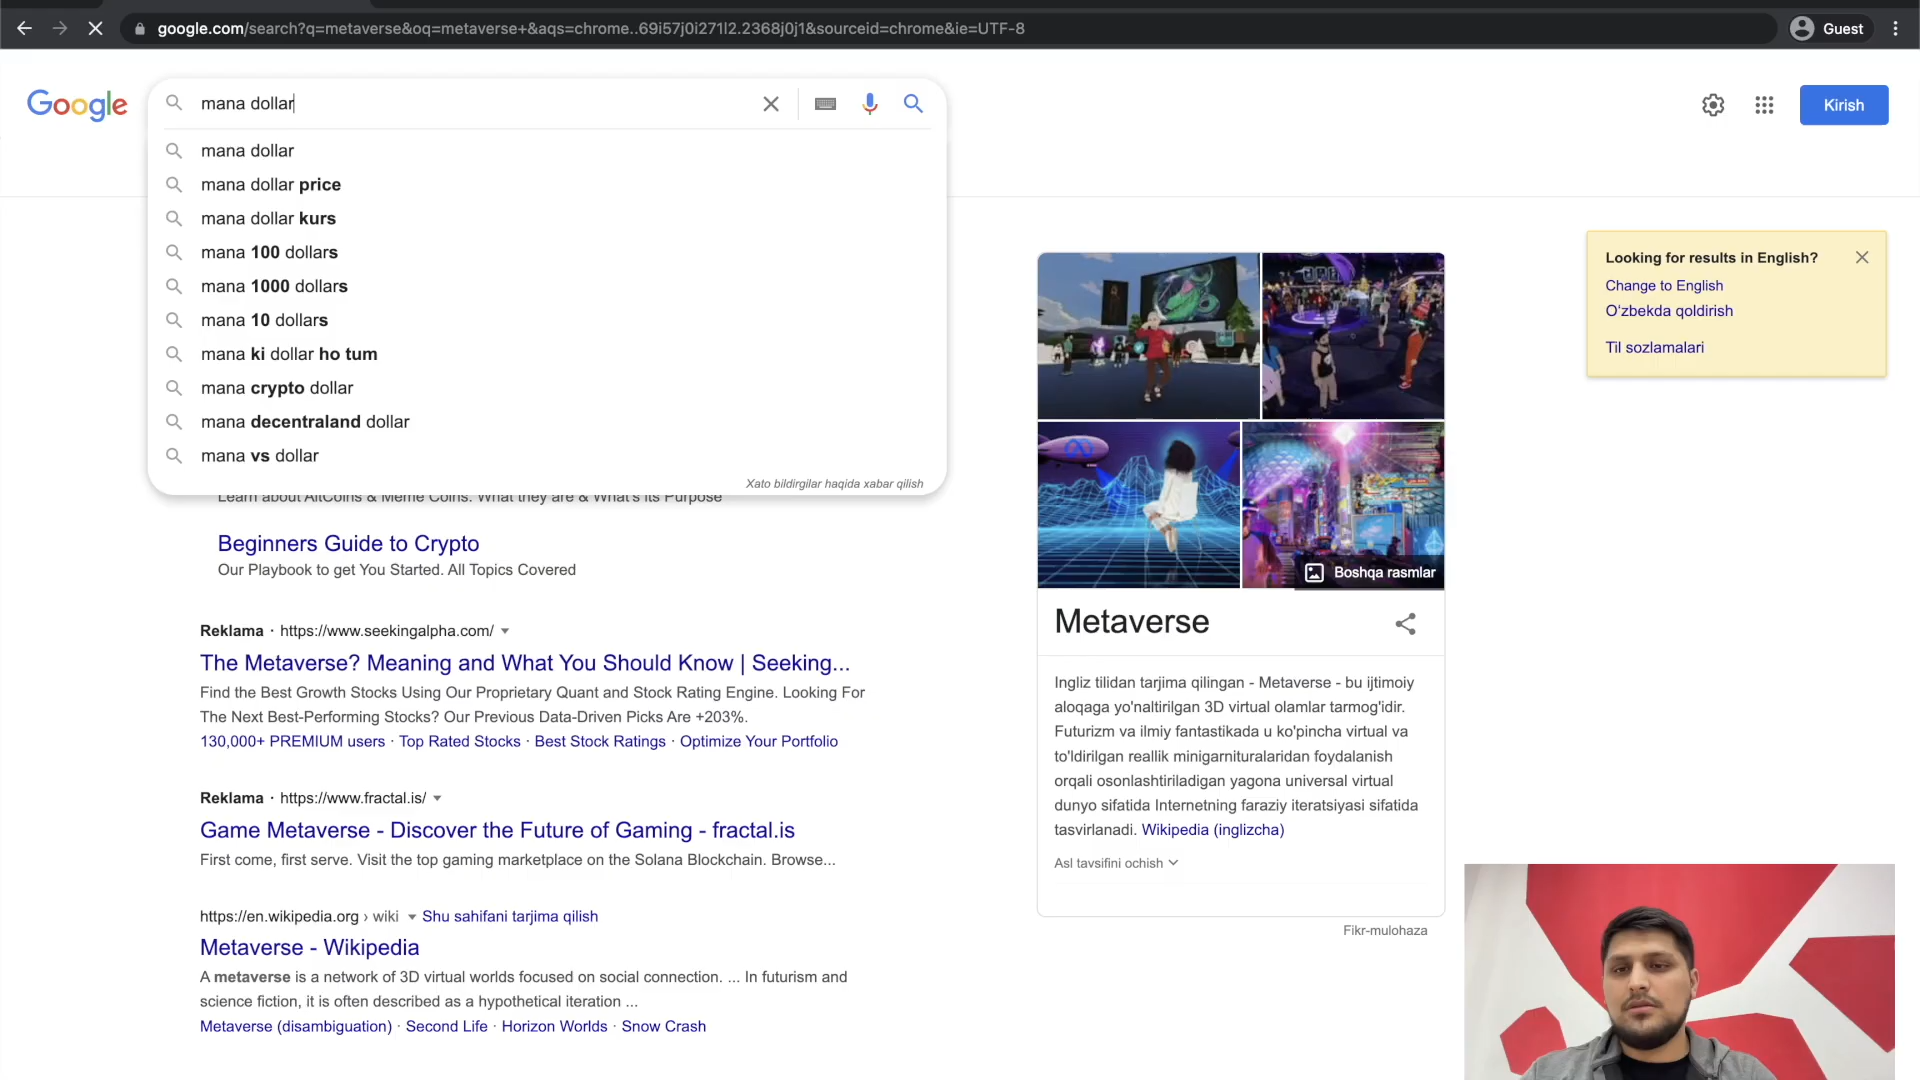 google.com/search?q=metaverse&oq=metaverse+&aqs=chrome..69i57j0i271l2.2368j0j1&sourceid=chrome&ie=UTF-8
Guest
Google
mana dollar
Kirish
mana dollar
mana dollar price
mana dollar kurs
mana 100 dollars
mana 1000 dollars
mana 10 dollars
mana ki dollar ho tum
mana crypto dollar
mana decentraland dollar
mana vs dollar
Xato bildirgilar haqida xabar qilish
Looking for results in English?
Change to English
O‘zbekda qoldirish
Til sozlamalari
Learn about AltCoins & Meme Coins. What they are & What's Its Purpose
Beginners Guide to Crypto
Our Playbook to get You Started. All Topics Covered
Reklama · https://www.seekingalpha.com/
The Metaverse? Meaning and What You Should Know | Seeking...
Find the Best Growth Stocks Using Our Proprietary Quant and Stock Rating Engine. Looking For
The Next Best-Performing Stocks? Our Previous Data-Driven Picks Are +203%.
130,000+ PREMIUM users · Top Rated Stocks · Best Stock Ratings · Optimize Your Portfolio
Reklama · https://www.fractal.is/
Game Metaverse - Discover the Future of Gaming - fractal.is
First come, first serve. Visit the top gaming marketplace on the Solana Blockchain. Browse...
https://en.wikipedia.org › wiki Shu sahifani tarjima qilish
Metaverse - Wikipedia
A metaverse is a network of 3D virtual worlds focused on social connection. ... In futurism and
science fiction, it is often described as a hypothetical iteration ...
Metaverse (disambiguation) · Second Life · Horizon Worlds · Snow Crash
Boshqa rasmlar
Metaverse
Ingliz tilidan tarjima qilingan - Metaverse - bu ijtimoiy
aloqaga yo'naltirilgan 3D virtual olamlar tarmog'idir.
Futurizm va ilmiy fantastikada u ko'pincha virtual va
to'ldirilgan reallik minigarnituralaridan foydalanish
orqali osonlashtiriladigan yagona universal virtual
dunyo sifatida Internetning faraziy iteratsiyasi sifatida
tasvirlanadi. Wikipedia (inglizcha)
Asl tavsifini ochish
Fikr-mulohaza